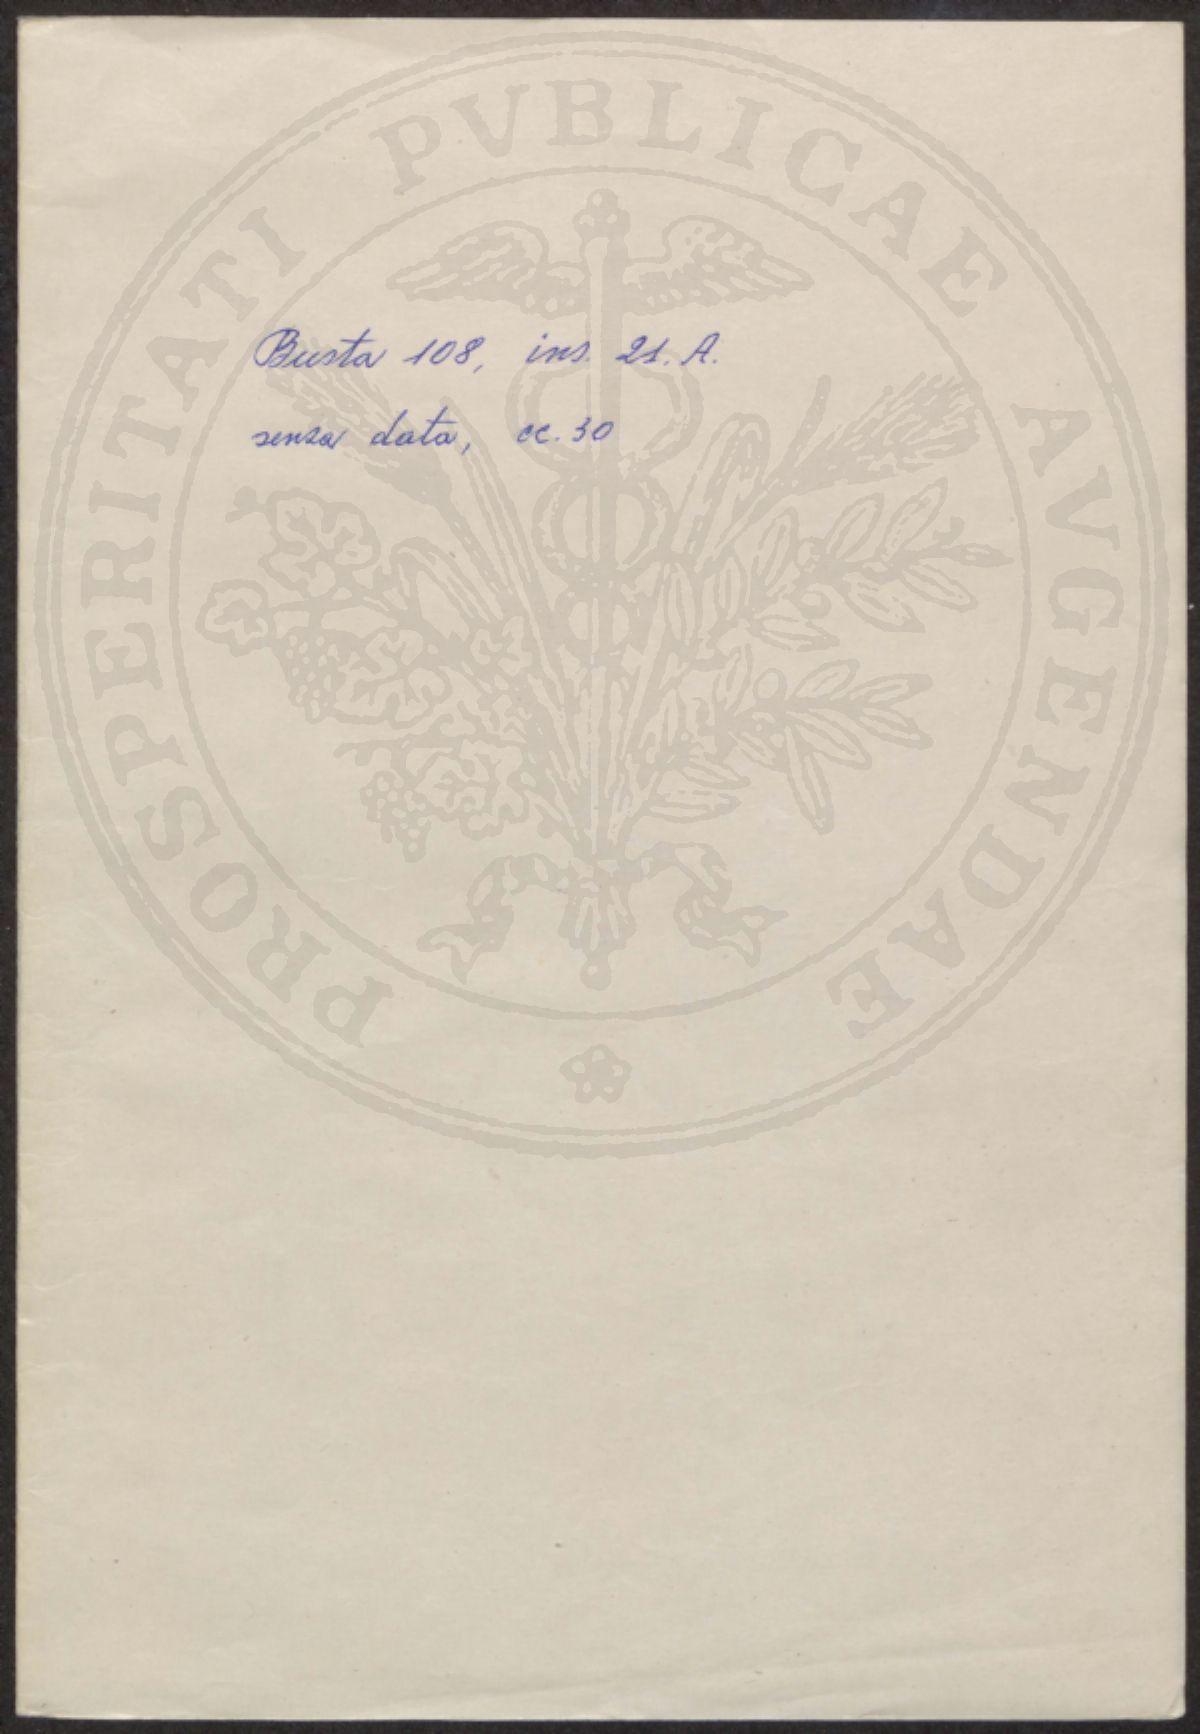 PROSPERITATI PVBLICAE AVGENDAE
Busta 108, ins. 21. A.
senza data, cc. 30